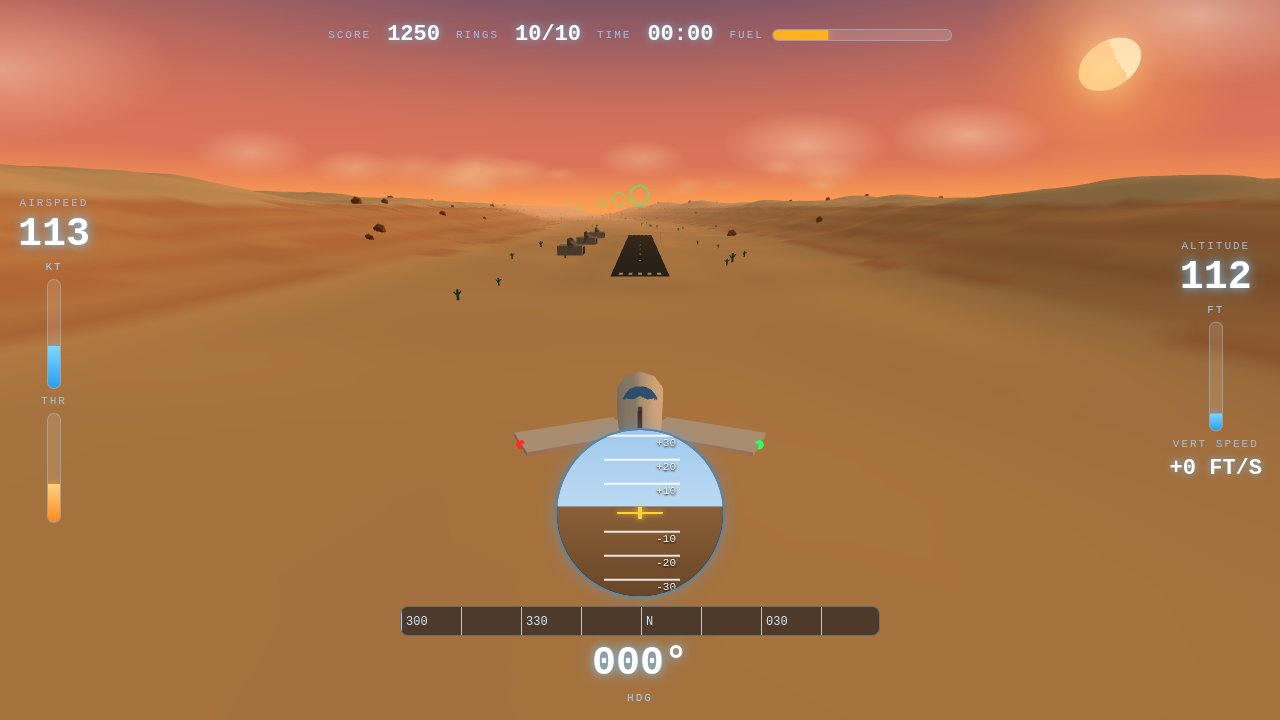 SCORE 1250 RINGS 10/10 TIME 00:00 FUEL
AIRSPEED
113
KT
THR
ALTITUDE
112
FT
VERT SPEED
+0 FT/S
+30
+20
+10
-10
-20
-30
300 330 N 030
000°
HDG